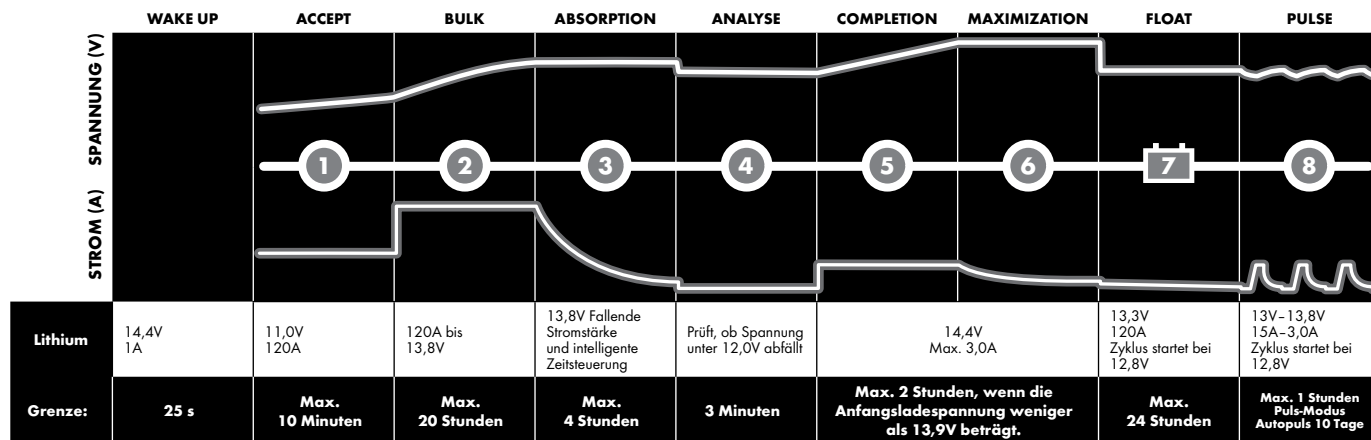 WAKE UP
ACCEPT
BULK
ABSORPTION
ANALYSE
COMPLETION
MAXIMIZATION
FLOAT
PULSE
SPANNUNG (V)
STROM (A)
1
2
3
4
5
6
7
8
Lithium
14,4V
1A
11,0V
120A
120A bis
13,8V
13,8V Fallende
Stromstärke
und intelligente
Zeitsteuerung
Prüft, ob Spannung
unter 12,0V abfällt
14,4V
Max. 3,0A
13,3V
120A
Zyklus startet bei
12,8V
13V–13,8V
15A–3,0A
Zyklus startet bei
12,8V
Grenze:
25 s
Max.
10 Minuten
Max.
20 Stunden
Max.
4 Stunden
3 Minuten
Max. 2 Stunden, wenn die
Anfangsladespannung weniger
als 13,9V beträgt.
Max.
24 Stunden
Max. 1 Stunden
Puls-Modus
Autopuls 10 Tage